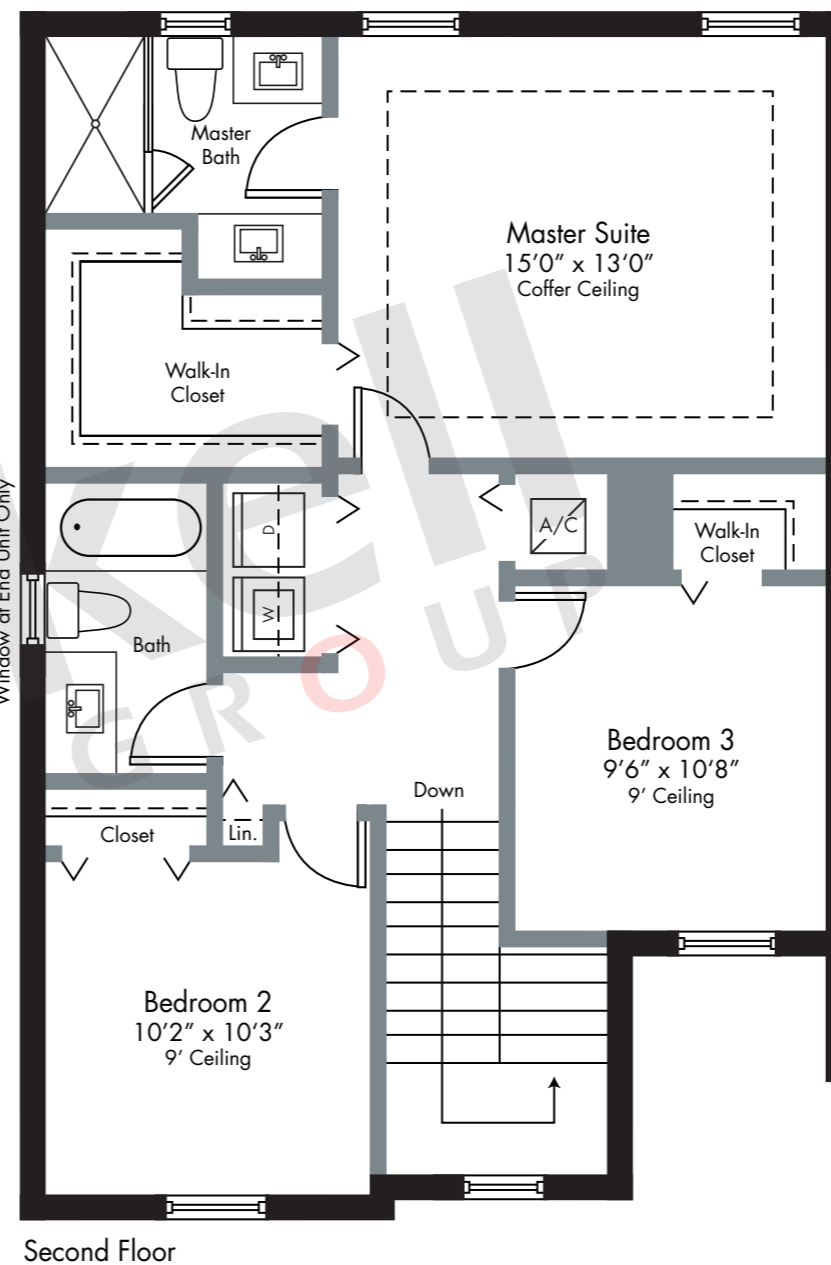 Master
Bath
Master Suite
15'0” x 13'0”
Coffer Ceiling
Walk-In
Closet
D
A/C
Walk-In
Closet
W
Bath
Window at End Unit Only
kell
GROUP
Bedroom 3
9'6” x 10'8”
9' Ceiling
Down
Closet
Lin.
Bedroom 2
10'2” x 10'3”
9' Ceiling
Second Floor